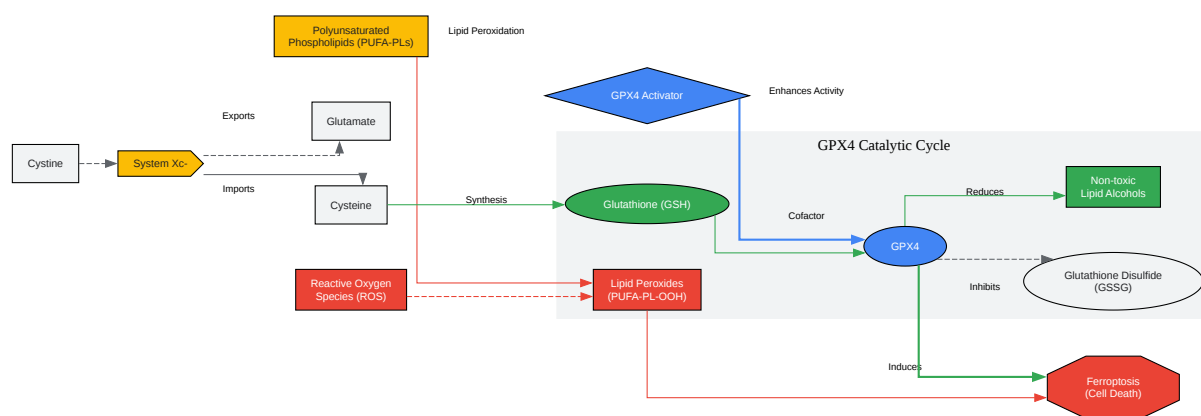 Polyunsaturated
Phospholipids (PUFA-PLs)
Lipid Peroxidation
GPX4 Activator
Enhances Activity
Exports
Glutamate
GPX4 Catalytic Cycle
Cystine
System Xc-
Imports
Cysteine
Synthesis
Glutathione (GSH)
Cofactor
Reduces
Non-toxic
Lipid Alcohols
GPX4
Reactive Oxygen
Species (ROS)
Lipid Peroxides
(PUFA-PL-OOH)
Inhibits
Glutathione Disulfide
(GSSG)
Induces
Ferroptosis
(Cell Death)